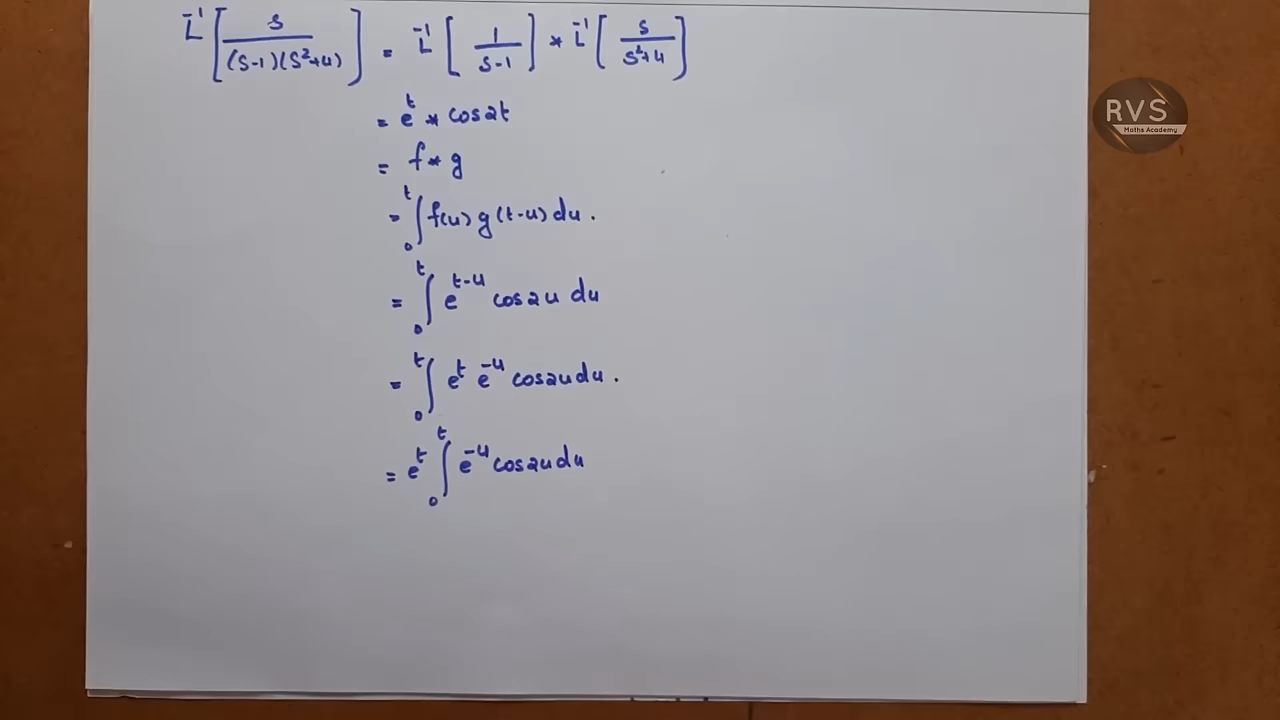 L⁻¹[s/((s-1)(s²+4))] = L⁻¹[1/(s-1)] * L⁻¹[s/(s²+4)]
= eᵗ * cos2t
= f * g
= ∫₀ᵗ f(u) g(t-u) du.
= ∫₀ᵗ e^(t-u) cos2u du
= ∫₀ᵗ eᵗ e^(-u) cos2u du.
= eᵗ ∫₀ᵗ e^(-u) cos2u du
RVS
Maths Academy